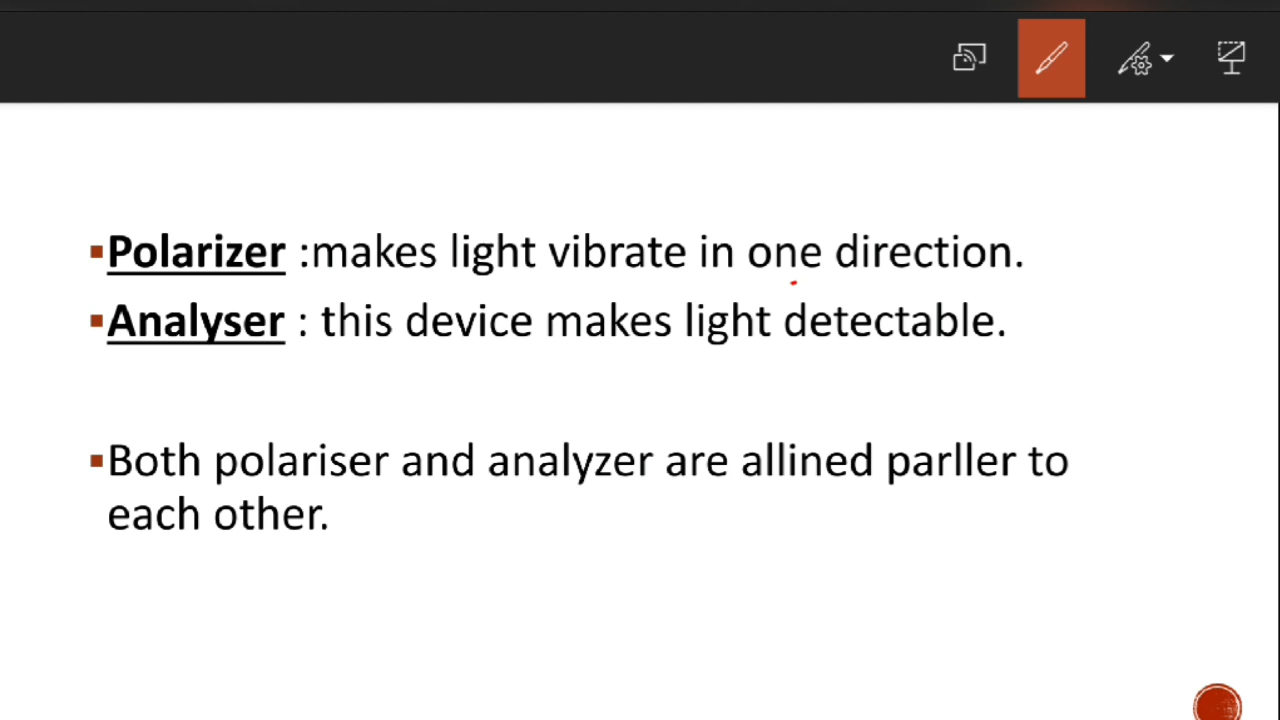 ▪Polarizer :makes light vibrate in one direction.
▪Analyser : this device makes light detectable.
▪Both polariser and analyzer are allined parller to
each other.